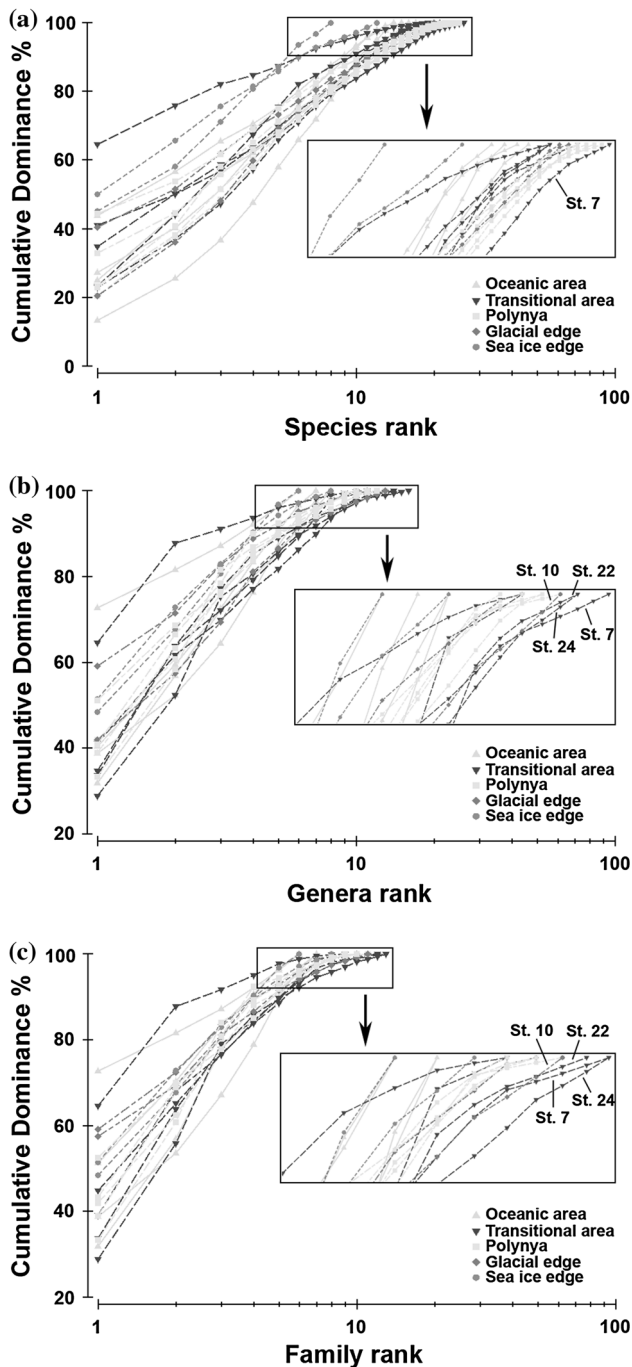 (a)
Cumulative Dominance %
100
80
60
40
20
0
St. 7
Oceanic area
Transitional area
Polynya
Glacial edge
Sea ice edge
1
10
100
Species rank
(b)
Cumulative Dominance %
100
80
60
40
20
St. 10
St. 22
St. 24
St. 7
Oceanic area
Transitional area
Polynya
Glacial edge
Sea ice edge
1
10
100
Genera rank
(c)
Cumulative Dominance %
100
80
60
40
20
St. 10
St. 22
St. 24
St. 7
Oceanic area
Transitional area
Polynya
Glacial edge
Sea ice edge
1
10
100
Family rank